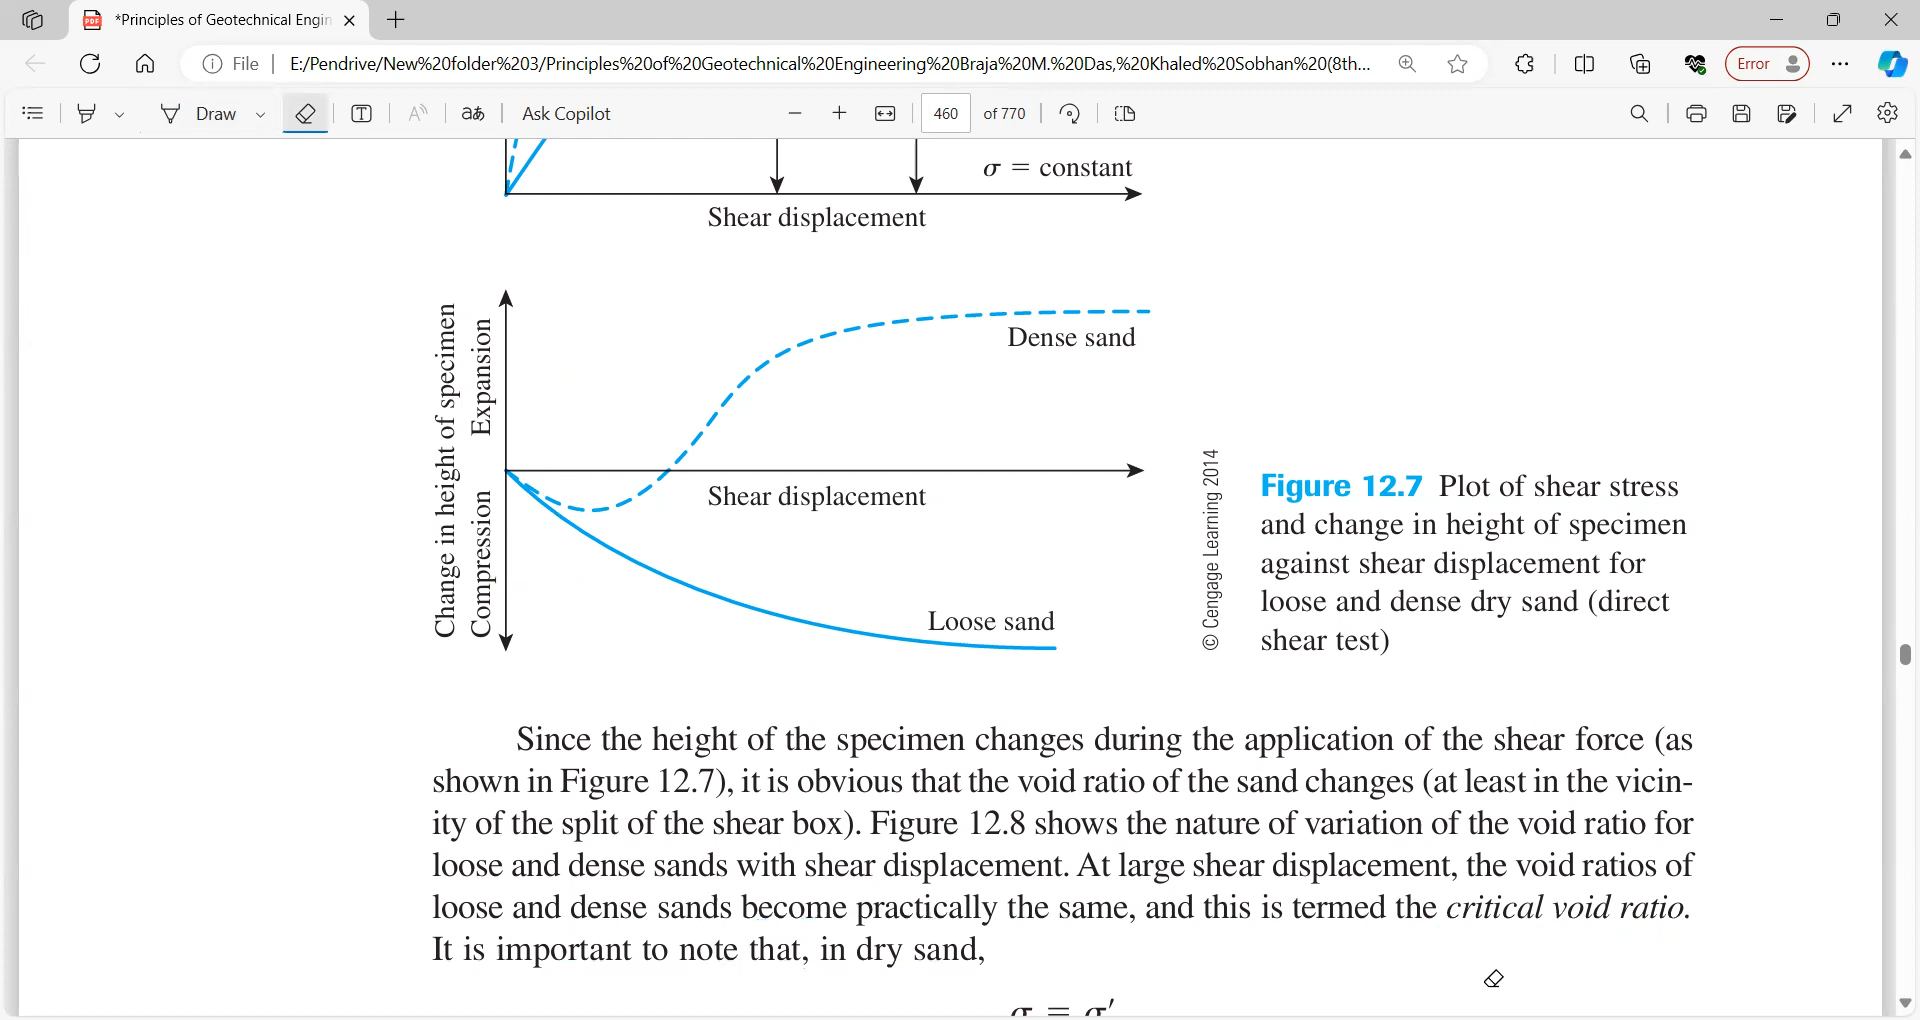 *Principles of Geotechnical Engin
File
E:/Pendrive/New%20folder%203/Principles%20of%20Geotechnical%20Engineering%20Braja%20M.%20Das,%20Khaled%20Sobhan%20(8th...
Error
Draw
Ask Copilot
460 of 770
σ = constant
Shear displacement
Change in height of specimen
Compression Expansion
Dense sand
Shear displacement
Loose sand
© Cengage Learning 2014
Figure 12.7 Plot of shear stress
and change in height of specimen
against shear displacement for
loose and dense dry sand (direct
shear test)
Since the height of the specimen changes during the application of the shear force (as
shown in Figure 12.7), it is obvious that the void ratio of the sand changes (at least in the vicin-
ity of the split of the shear box). Figure 12.8 shows the nature of variation of the void ratio for
loose and dense sands with shear displacement. At large shear displacement, the void ratios of
loose and dense sands become practically the same, and this is termed the critical void ratio.
It is important to note that, in dry sand,
σ = σ′